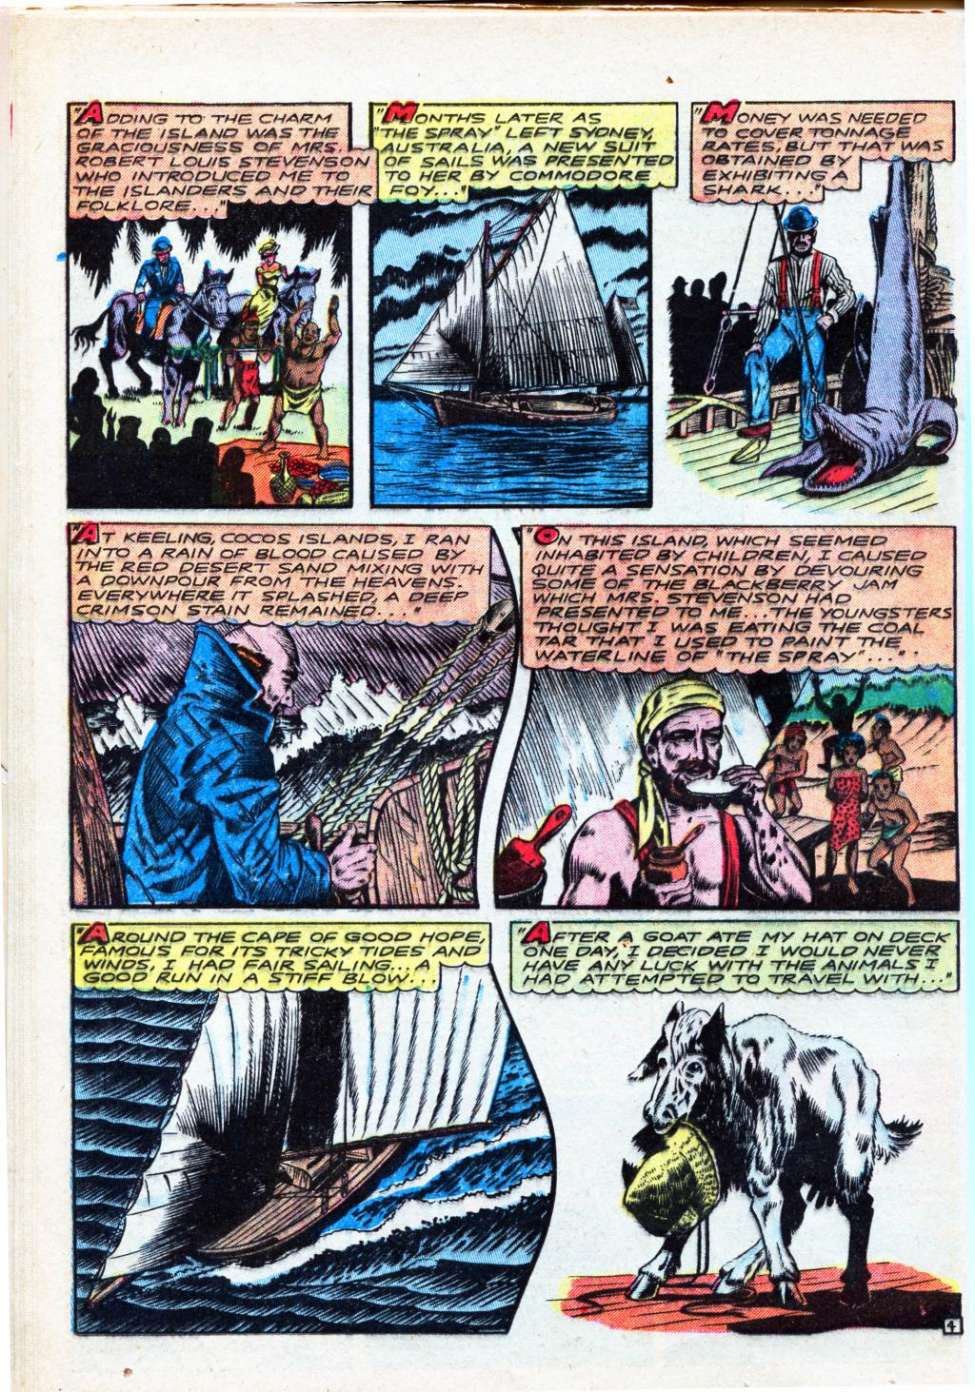 "ADDING TO THE CHARM
OF THE ISLAND WAS THE
GRACIOUSNESS OF MRS.
ROBERT LOUIS STEVENSON
WHO INTRODUCED ME TO
THE ISLANDERS AND THEIR
FOLKLORE..."
"MONTHS LATER AS
"THE SPRAY" LEFT SYDNEY,
AUSTRALIA, A NEW SUIT
OF SAILS WAS PRESENTED
TO HER BY COMMODORE
FOY..."
"MONEY WAS NEEDED
TO COVER TONNAGE
RATES, BUT THAT WAS
OBTAINED BY
EXHIBITING A
SHARK..."
"AT KEELING, COCOS ISLANDS, I RAN
INTO A RAIN OF BLOOD CAUSED BY
THE RED DESERT SAND MIXING WITH
A DOWNPOUR FROM THE HEAVENS.
EVERYWHERE IT SPLASHED, A DEEP
CRIMSON STAIN REMAINED..."
"ON THIS ISLAND, WHICH SEEMED
INHABITED BY CHILDREN, I CAUSED
QUITE A SENSATION BY DEVOURING
SOME OF THE BLACKBERRY JAM
WHICH MRS. STEVENSON HAD
PRESENTED TO ME... THE YOUNGSTERS
THOUGHT I WAS EATING THE COAL
TAR THAT I USED TO PAINT THE
WATERLINE OF "THE SPRAY"..."
"AROUND THE CAPE OF GOOD HOPE,
FAMOUS FOR ITS TRICKY TIDES AND
WINDS, I HAD FAIR SAILING... A
GOOD RUN IN A STIFF BLOW...
"AFTER A GOAT ATE MY HAT ON DECK
ONE DAY, I DECIDED I WOULD NEVER
HAVE ANY LUCK WITH THE ANIMALS I
HAD ATTEMPTED TO TRAVEL WITH..."
4